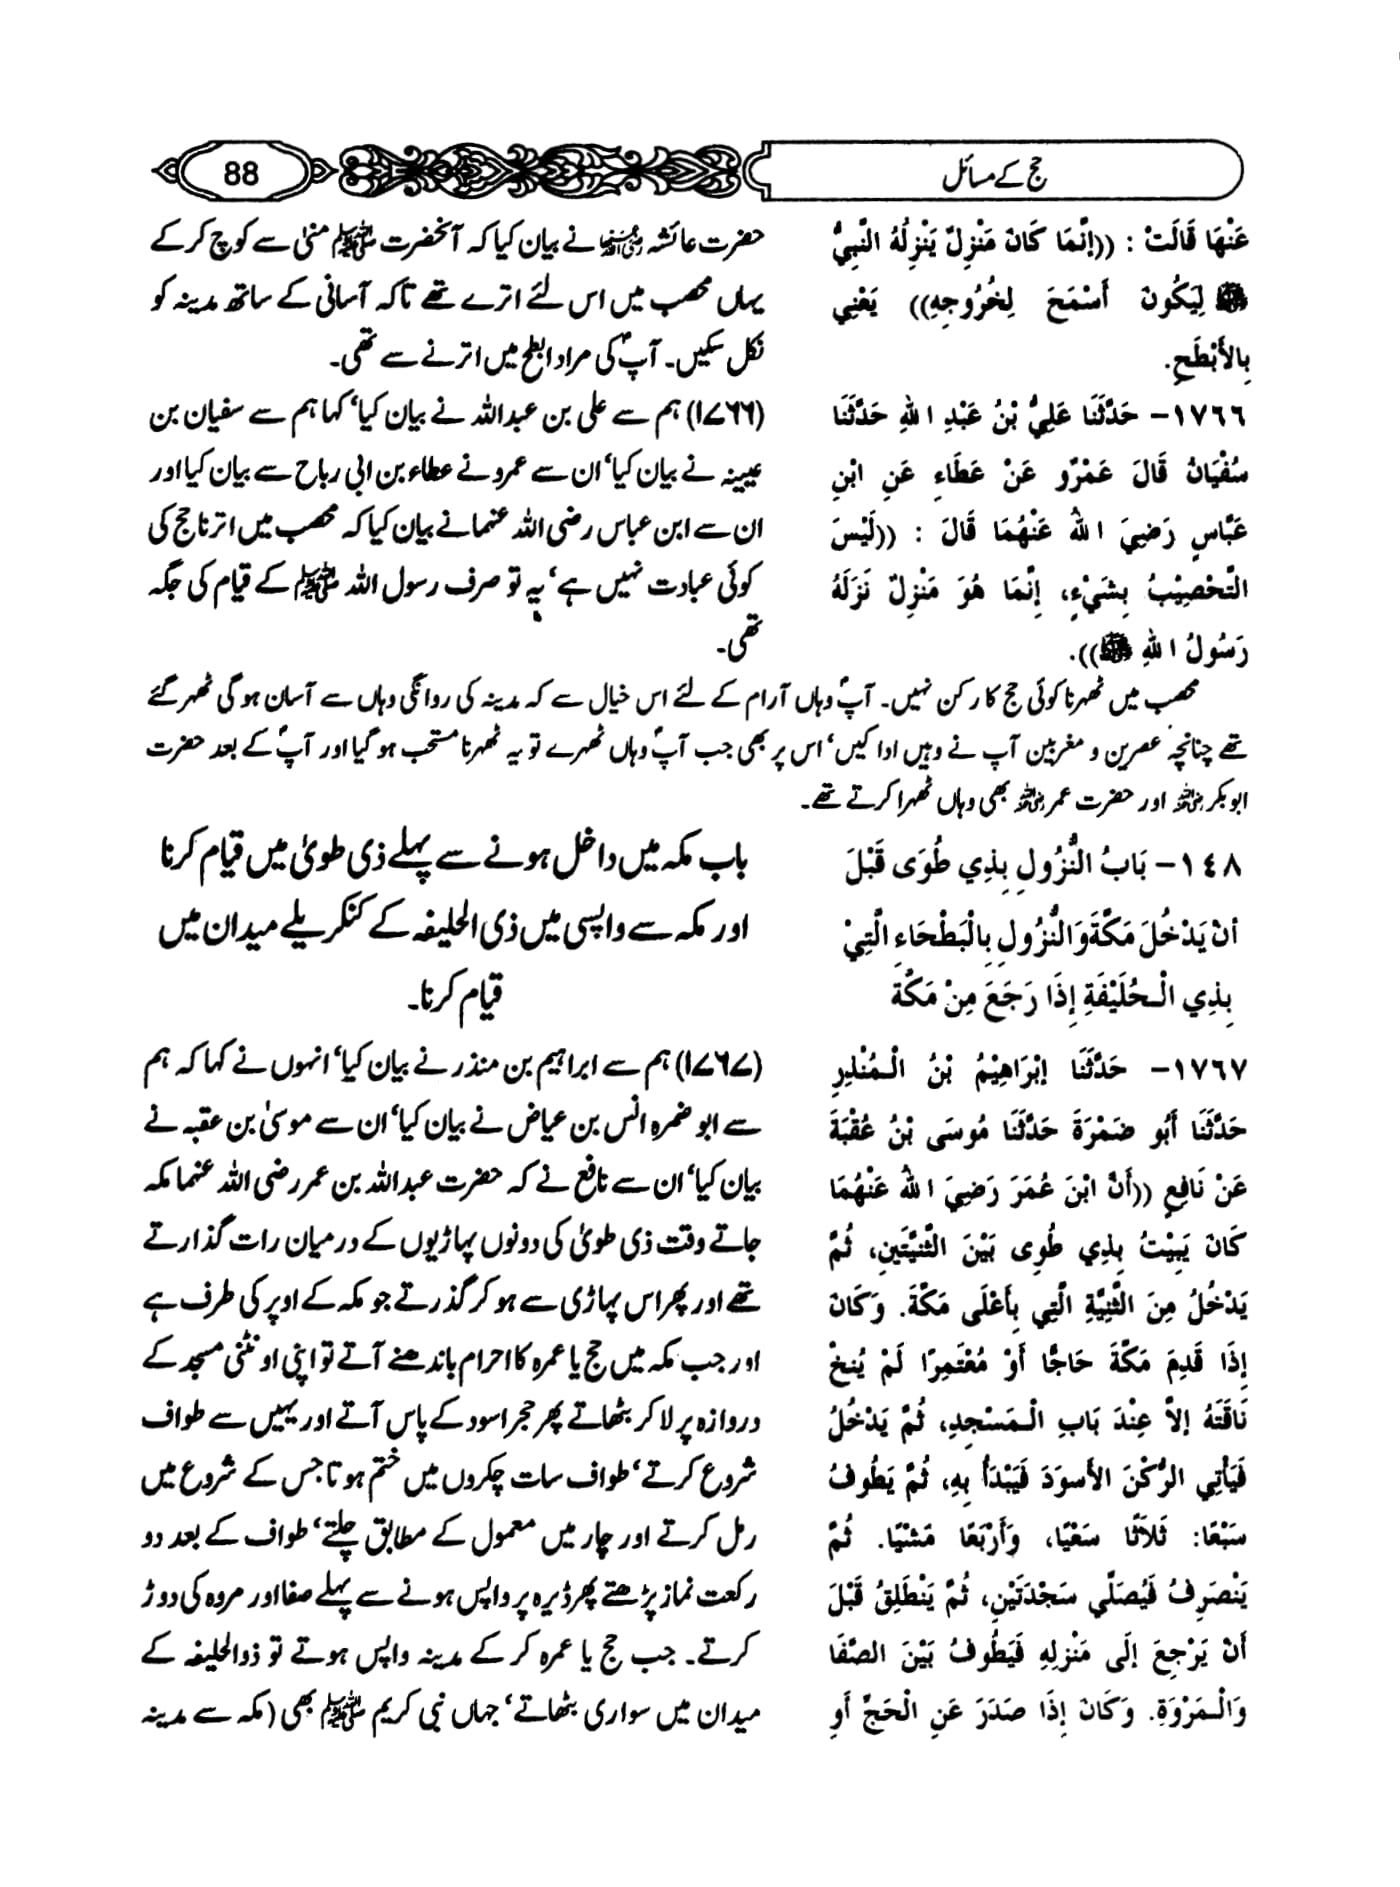 حج کے مسائل
88
عَنْهَا قَالَتْ : ((إِنَّمَا كَانَ مَنْزِلٌ يَنْزِلُهُ النَّبِيُّ
ﷺ لِيَكُونَ أَسْمَحَ لِخُرُوجِهِ)) يَعْنِي
بِالأَبْطَحِ.
١٧٦٦- حَدَّثَنَا عَلِيُّ بْنُ عَبْدِ اللهِ حَدَّثَنَا
سُفْيَانُ قَالَ عَمْرٌو عَنْ عَطَاءٍ عَنِ ابْنِ
عَبَّاسٍ رَضِيَ اللهُ عَنْهُمَا قَالَ : ((لَيْسَ
التَّحْصِيْبُ بِشَيْءٍ، إِنَّمَا هُوَ مَنْزِلٌ نَزَلَهُ
رَسُولُ اللهِ ﷺ)).
حضرت عائشہ رضی اللہ عنہا نے بیان کیا کہ آنحضرت ﷺ منیٰ سے کوچ کر کے
یہاں محصب میں اس لئے اترے تھے تاکہ آسانی کے ساتھ مدینہ کو
نکل سکیں۔ آپؐ کی مراد ابطح میں اترنے سے تھی۔
(۱۷۶۶) ہم سے علی بن عبداللہ نے بیان کیا‘ کہا ہم سے سفیان بن
عیینہ نے بیان کیا‘ ان سے عمرو نے عطاء بن ابی رباح سے بیان کیا اور
ان سے ابن عباس رضی اللہ عنہما نے بیان کیا کہ محصب میں اترنا حج کی
کوئی عبادت نہیں ہے‘ یہ تو صرف رسول اللہ ﷺ کے قیام کی جگہ
تھی۔
محصب میں ٹھہرنا کوئی حج کا رکن نہیں۔ آپؐ وہاں آرام کے لئے اس خیال سے کہ مدینہ کی روانگی وہاں سے آسان ہو گی ٹھہر گئے
تھے چنانچہ عصرین و مغربین آپ نے وہیں ادا کیں‘ اس پر بھی جب آپؐ وہاں ٹھہرے تو یہ ٹھہرنا مستحب ہو گیا اور آپؐ کے بعد حضرت
ابوبکر رضی اللہ عنہ اور حضرت عمر رضی اللہ عنہ بھی وہاں ٹھہرا کرتے تھے۔
١٤٨- بَابُ النُّزُولِ بِذِي طُوَى قَبْلَ
أَنْ يَدْخُلَ مَكَّةَ وَالنُّزُولِ بِالْبَطْحَاءِ الَّتِيْ
بِذِي الْحُلَيْفَةِ إِذَا رَجَعَ مِنْ مَكَّةَ
باب مکہ میں داخل ہونے سے پہلے ذی طویٰ میں قیام کرنا
اور مکہ سے واپسی میں ذی الحلیفہ کے کنکریلے میدان میں
قیام کرنا۔
١٧٦٧- حَدَّثَنَا إِبْرَاهِيْمُ بْنُ الْمُنْذِرِ
حَدَّثَنَا أَبُو ضَمْرَةَ حَدَّثَنَا مُوسَى بْنُ عُقْبَةَ
عَنْ نَافِعٍ ((أَنَّ ابْنَ عُمَرَ رَضِيَ اللهُ عَنْهُمَا
كَانَ يَبِيْتُ بِذِي طُوِى بَيْنَ الثَّنِيَّتَينِ، ثُمَّ
يَدْخُلُ مِنَ الثَّنِيَّةِ الَّتِي بِأَعْلَى مَكَّةَ. وَكَانَ
إِذَا قَدِمَ مَكَّةَ حَاجًّا أَوْ مُعْتَمِرًا لَمْ يُنِخْ
نَاقَتَهُ إِلاَّ عِنْدَ بَابِ الْمَسْجِدِ، ثُمَّ يَدْخُلُ
فَيَأْتِي الرُّكْنَ الأَسوَدَ فَيَبْدَأُ بِهِ، ثُمَّ يَطُوفُ
سَبْعًا: ثَلاَثًا سَعْيًا، وَأَرْبَعًا مَشْيًا. ثُمَّ
يَنْصَرِفُ فَيُصَلِّي سَجْدَتَيْنِ، ثُمَّ يَنْطَلِقُ قَبْلَ
أَنْ يَرْجِعَ إِلَى مَنْزِلِهِ فَيَطُوفُ بَيْنَ الصَّفَا
وَالْمَرْوَةِ. وَكَانَ إِذَا صَدَرَ عَنِ الْحَجِّ أَوِ
(۱۷۶۷) ہم سے ابراہیم بن منذر نے بیان کیا‘ انہوں نے کہا کہ ہم
سے ابو ضمرہ انس بن عیاض نے بیان کیا‘ ان سے موسیٰ بن عقبہ نے
بیان کیا‘ ان سے نافع نے کہ حضرت عبداللہ بن عمر رضی اللہ عنہما مکہ
جاتے وقت ذی طویٰ کی دونوں پہاڑیوں کے درمیان رات گذارتے
تھے اور پھر اس پہاڑی سے ہو کر گذرتے جو مکہ کے اوپر کی طرف ہے
اور جب مکہ میں حج یا عمرہ کا احرام باندھنے آتے تو اپنی اونٹنی مسجد کے
دروازہ پر لا کر بٹھاتے پھر حجر اسود کے پاس آتے اور یہیں سے طواف
شروع کرتے‘ طواف سات چکروں میں ختم ہوتا جس کے شروع میں
رمل کرتے اور چار میں معمول کے مطابق چلتے‘ طواف کے بعد دو
رکعت نماز پڑھتے پھر ڈیرہ پر واپس ہونے سے پہلے صفا اور مروہ کی دوڑ
کرتے۔ جب حج یا عمرہ کر کے مدینہ واپس ہوتے تو ذوالحلیفہ کے
میدان میں سواری بٹھاتے‘ جہاں نبی کریم ﷺ بھی (مکہ سے مدینہ